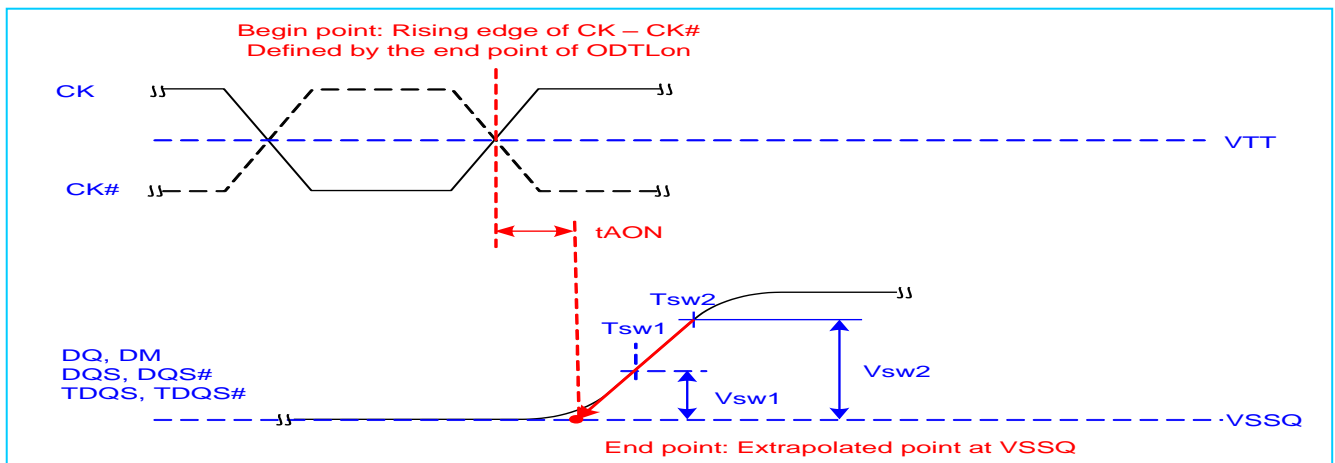 Begin point: Rising edge of CK – CK#
Defined by the end point of ODTLon
CK
VTT
CK#
tAON
Tsw2
Tsw1
DQ, DM
DQS, DQS#
TDQS, TDQS#
Vsw2
Vsw1
VSSQ
End point: Extrapolated point at VSSQ